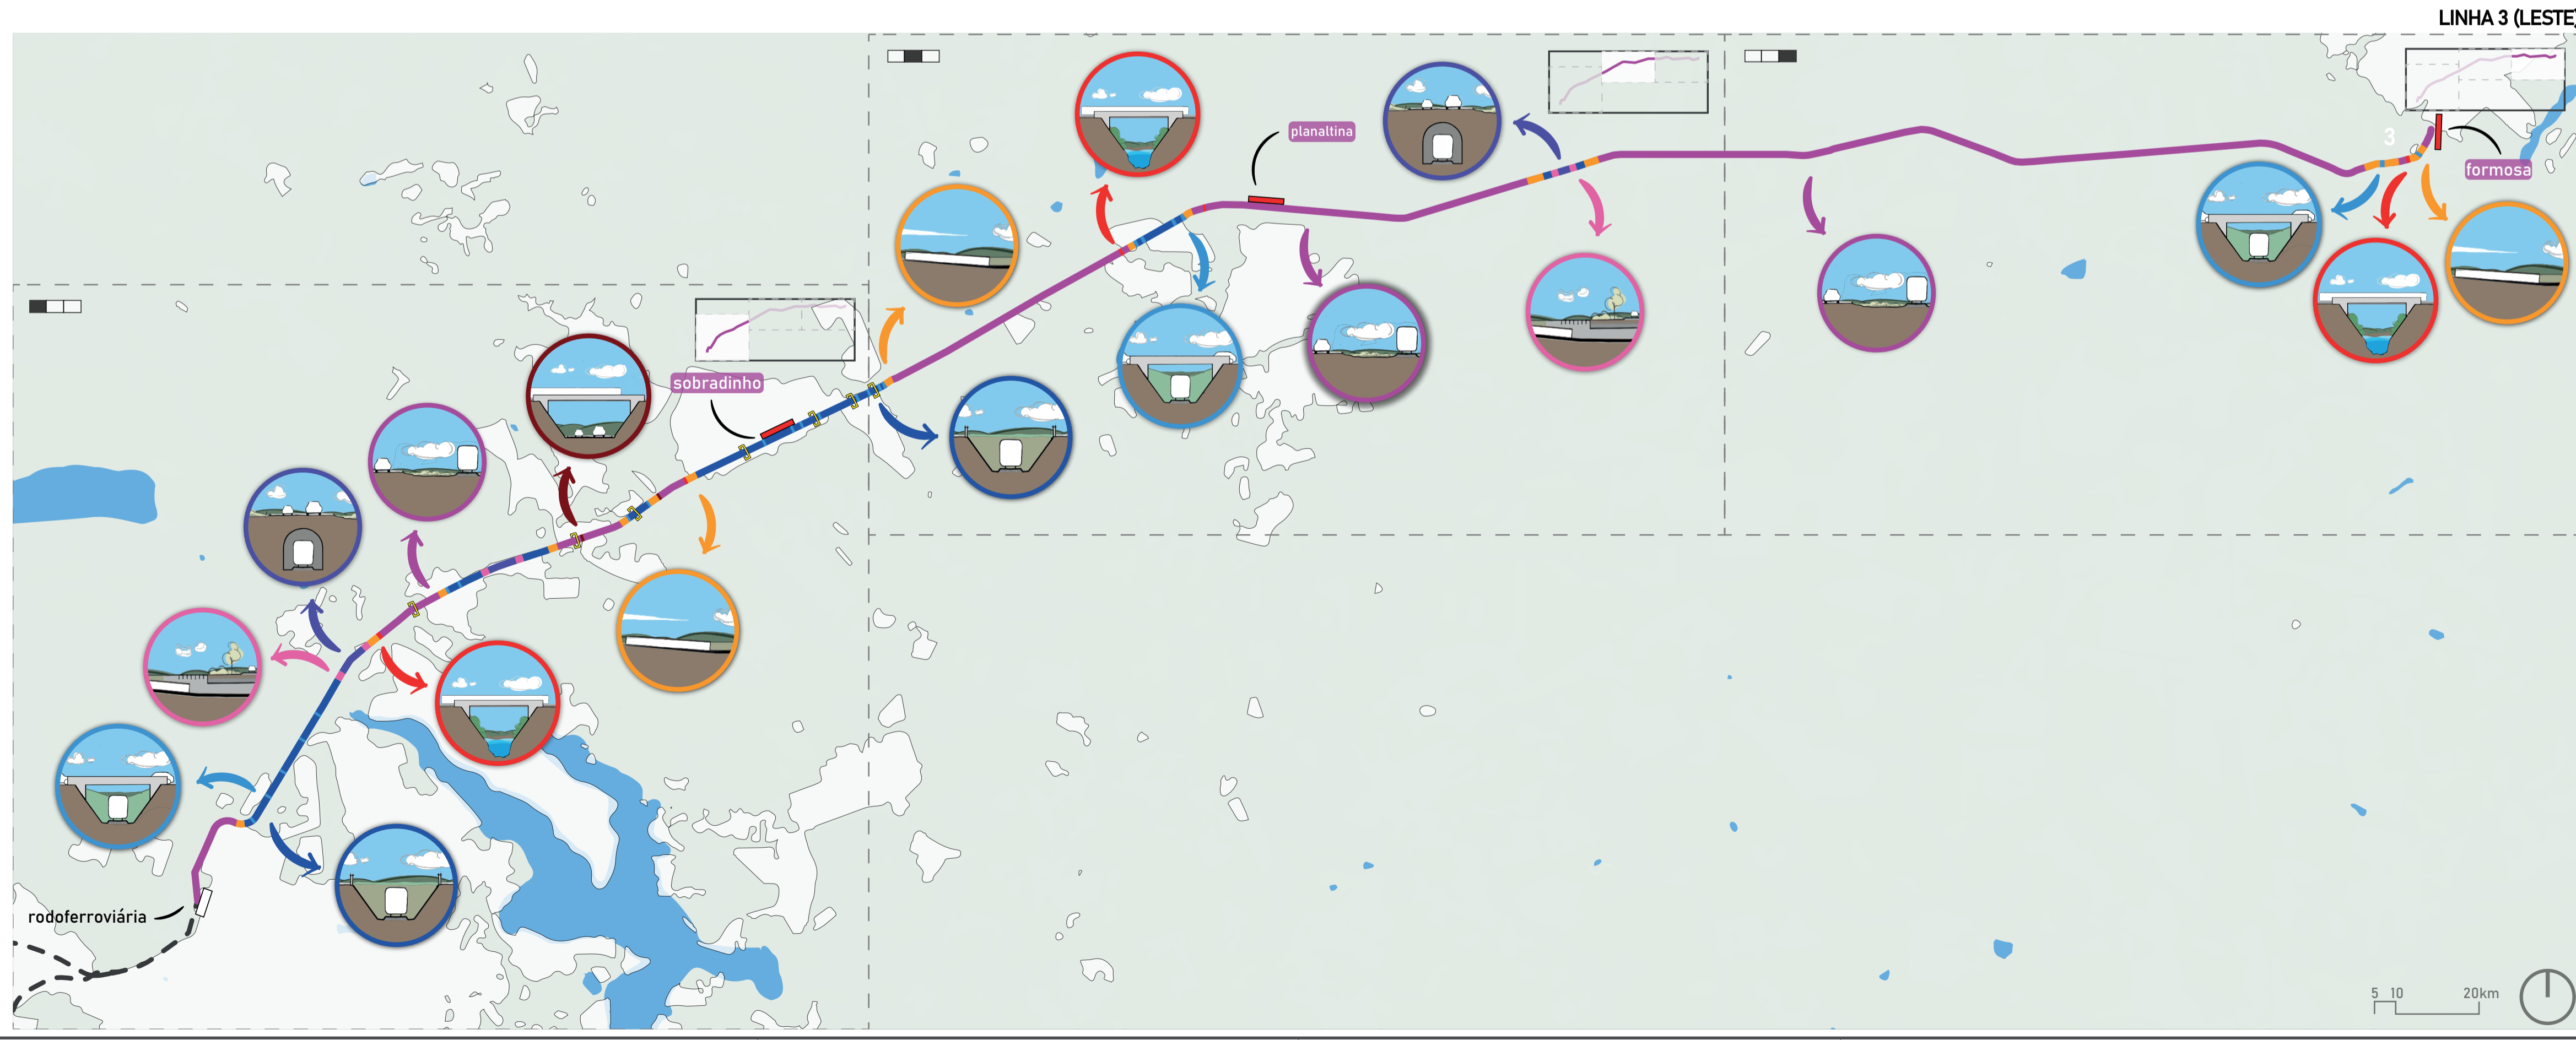 LINHA 3 (LESTE)
planaltina
3
formosa
sobradinho
rodoferroviária
5 10 20km